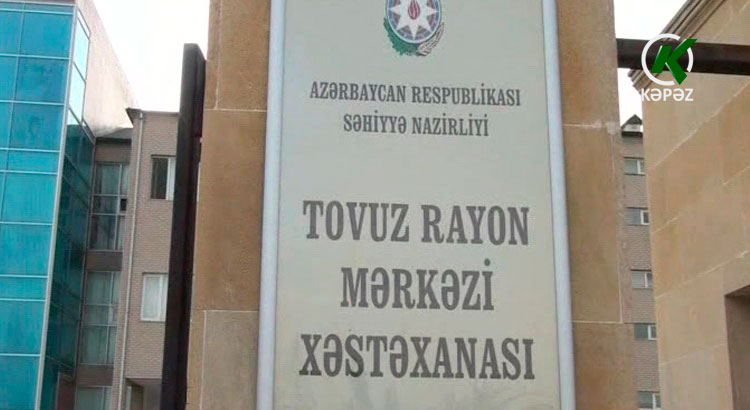 AZƏRBAYCAN RESPUBLİKASI
SƏHİYYƏ NAZİRLİYİ
TOVUZ RAYON
MƏRKƏZİ
XƏSTƏXANASI
K
KƏPƏZ